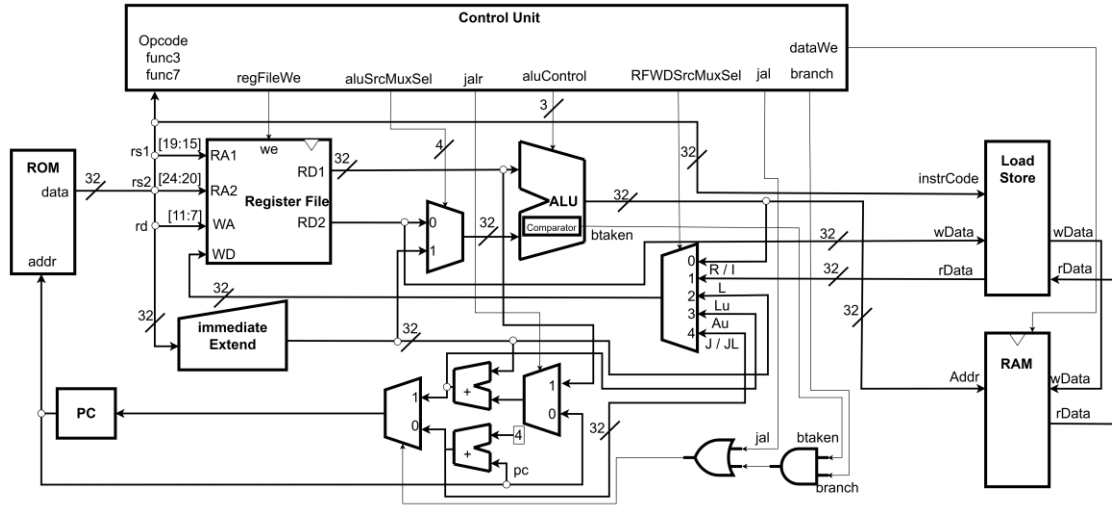 Control Unit
Opcode
func3
func7
dataWe
regFileWe
aluSrcMuxSel
jalr
aluControl
RFWDSrcMuxSel
jal
branch
3
4
32
ROM
data
addr
32
rs1
[19:15]
rs2
[24:20]
rd
[11:7]
we
RA1
RA2
WA
WD
RD1
RD2
Register File
32
32
0
1
32
ALU
Comparator
btaken
32
32
instrCode
Load
Store
wData
rData
wData
rData
32
32
0
1
2
3
4
R / I
L
Lu
Au
J / JL
32
32
immediate
Extend
32
32
RAM
Addr
wData
rData
PC
1
0
+
+
4
pc
1
0
32
jal
btaken
branch